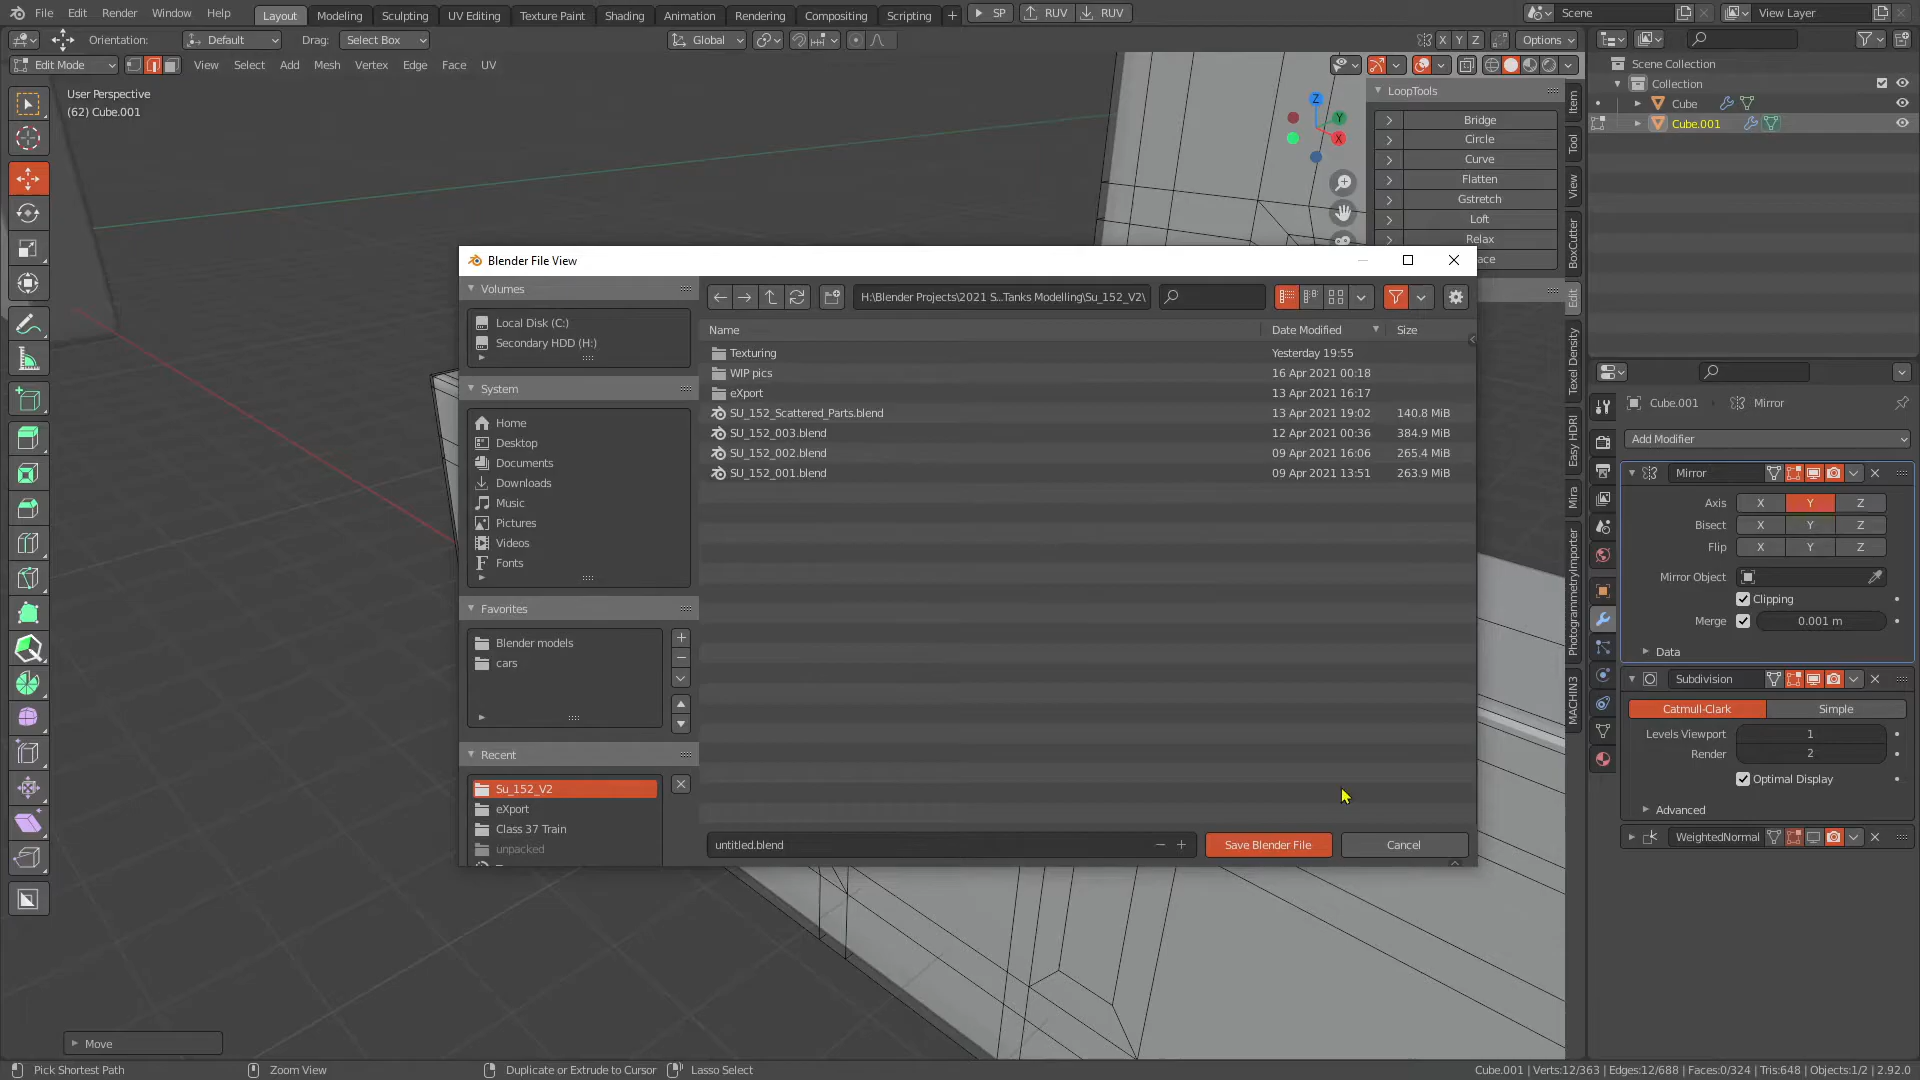 File Edit Render Window Help Layout Modeling Sculpting UV Editing Texture Paint Shading Animation Rendering Compositing Scripting + SP RUV RUV Scene View Layer
Orientation: Default Drag: Select Box Global X Y Z Options
Edit Mode View Select Add Mesh Vertex Edge Face UV
User Perspective
(62) Cube.001
Scene Collection
Collection
Cube
Cube.001
LoopTools
Bridge
Circle
Curve
Flatten
Gstretch
Loft
Relax
ace
Z
Y
X
Item
Tool
View
BoxCutter
Edit
Texel Density
Easy HDRI
Mira
PhotogrammetryImporter
MACHIN3
Blender File View
Volumes
Local Disk (C:)
Secondary HDD (H:)
System
Home
Desktop
Documents
Downloads
Music
Pictures
Videos
Fonts
Favorites
Blender models
cars
Recent
Su_152_V2
eXport
Class 37 Train
unpacked
H:\Blender Projects\2021 S...Tanks Modelling\Su_152_V2\
Name Date Modified Size
Texturing Yesterday 19:55
WIP pics 16 Apr 2021 00:18
eXport 13 Apr 2021 16:17
SU_152_Scattered_Parts.blend 13 Apr 2021 19:02 140.8 MiB
SU_152_003.blend 12 Apr 2021 00:36 384.9 MiB
SU_152_002.blend 09 Apr 2021 16:06 265.4 MiB
SU_152_001.blend 09 Apr 2021 13:51 263.9 MiB
untitled.blend Save Blender File Cancel
Cube.001 Mirror
Add Modifier
Mirror
Axis X Y Z
Bisect X Y Z
Flip X Y Z
Mirror Object
Clipping
Merge 0.001 m
Data
Subdivision
Catmull-Clark Simple
Levels Viewport 1
Render 2
Optimal Display
Advanced
WeightedNormal
Move
Pick Shortest Path Zoom View Duplicate or Extrude to Cursor Lasso Select Cube.001 | Verts:12/363 | Edges:12/688 | Faces:0/324 | Tris:648 | Objects:1/2 | 2.92.0